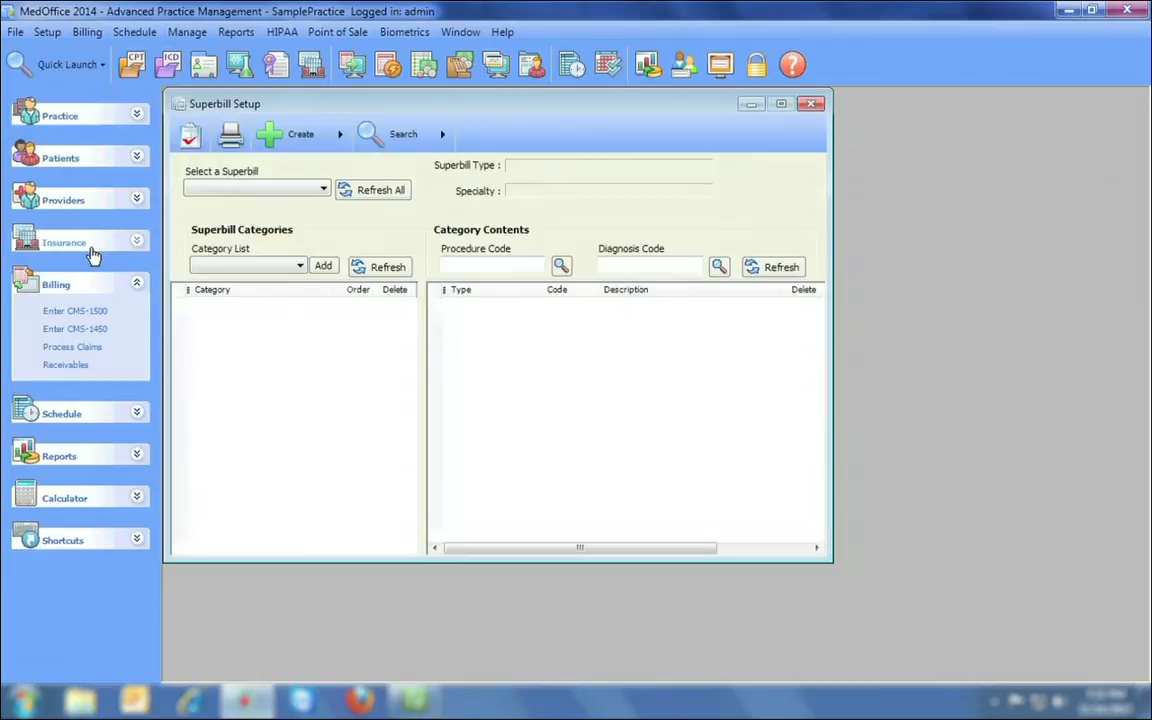 MedOffice 2014 - Advanced Practice Management - SamplePractice Logged in: admin
File Setup Billing Schedule Manage Reports HIPAA Point of Sale Biometrics Window Help
Quick Launch CPT ICD
Practice
Patients
Providers
Insurance
Billing
Enter CMS-1500
Enter CMS-1450
Process Claims
Receivables
Schedule
Reports
Calculator
Shortcuts
Superbill Setup
Create Search
Select a Superbill
Refresh All
Superbill Type :
Specialty :
Superbill Categories
Category List
Add Refresh
Category Order Delete
Category Contents
Procedure Code Diagnosis Code
Refresh
Type Code Description Delete